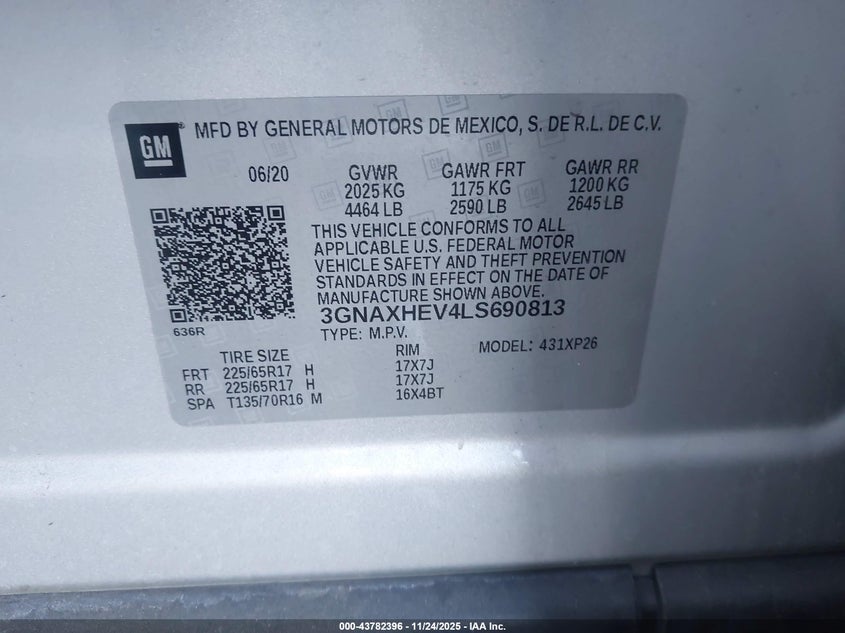 GM
MFD BY GENERAL MOTORS DE MEXICO, S. DE R.L. DE C.V.
06/20 GVWR GAWR FRT GAWR RR
2025 KG 1175 KG 1200 KG
4464 LB 2590 LB 2645 LB
THIS VEHICLE CONFORMS TO ALL
APPLICABLE U.S. FEDERAL MOTOR
VEHICLE SAFETY AND THEFT PREVENTION
STANDARDS IN EFFECT ON THE DATE OF
MANUFACTURE SHOWN ABOVE.
3GNAXHEV4LS690813
636R
TYPE: M.P.V.
TIRE SIZE RIM MODEL: 431XP26
FRT 225/65R17 H 17X7J
RR 225/65R17 H 17X7J
SPA T135/70R16 M 16X4BT
000-43782396 - 11/24/2025 - IAA Inc.